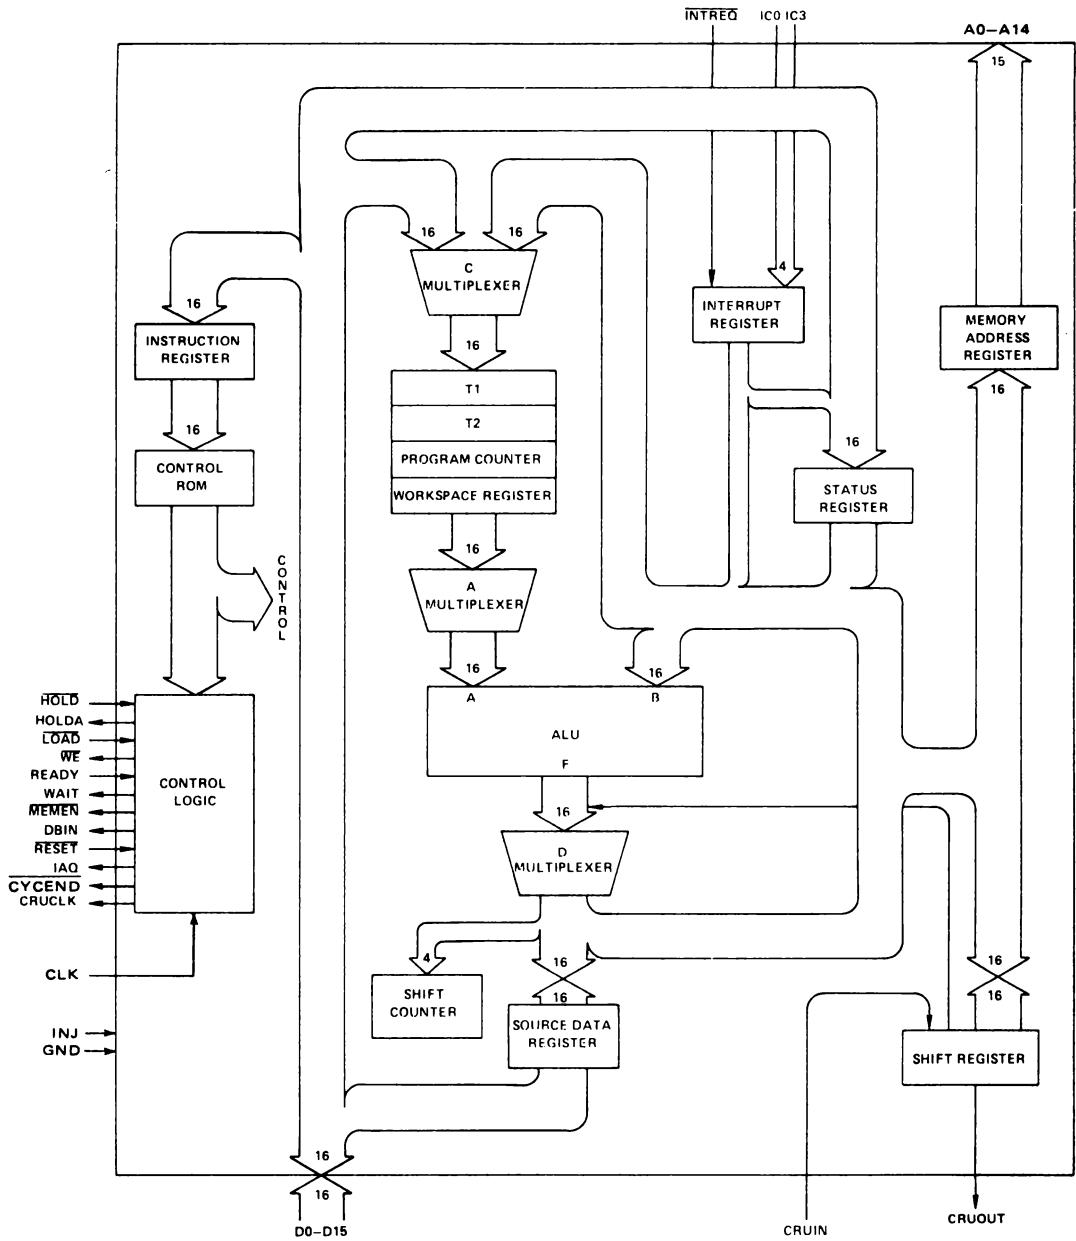 INTREQ
IC0 IC3
A0-A14
15
16
16
C
MULTIPLEXER
4
16
INTERRUPT
REGISTER
MEMORY
ADDRESS
REGISTER
INSTRUCTION
REGISTER
16
16
T1
T2
PROGRAM COUNTER
WORKSPACE REGISTER
16
CONTROL
ROM
16
STATUS
REGISTER
16
A
MULTIPLEXER
CONTROL
16
16
A
B
ALU
F
HOLD
HOLDA
LOAD
WE
READY
WAIT
MEMEN
DBIN
RESET
IAQ
CYCEND
CRUCLK
CONTROL
LOGIC
16
D
MULTIPLEXER
CLK
4
16
16
SHIFT
COUNTER
SOURCE DATA
REGISTER
16
16
INJ
GND
SHIFT REGISTER
16
16
D0-D15
CRUIN
CRUOUT